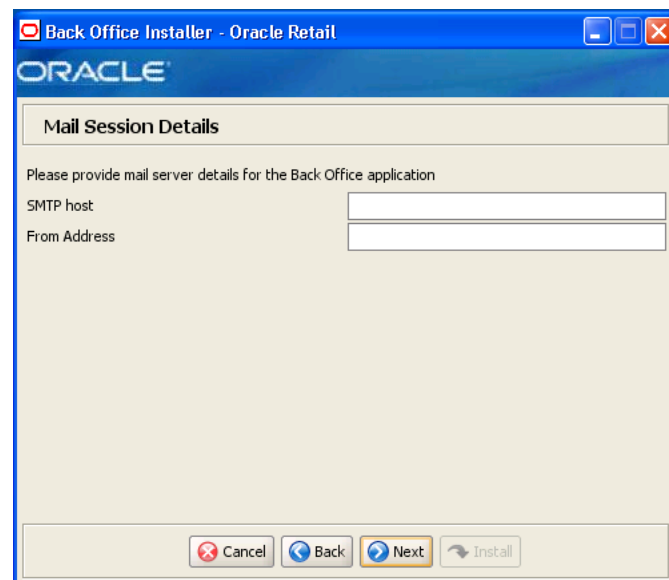 Back Office Installer - Oracle Retail
ORACLE
Mail Session Details
Please provide mail server details for the Back Office application
SMTP host
From Address
Cancel Back Next Install